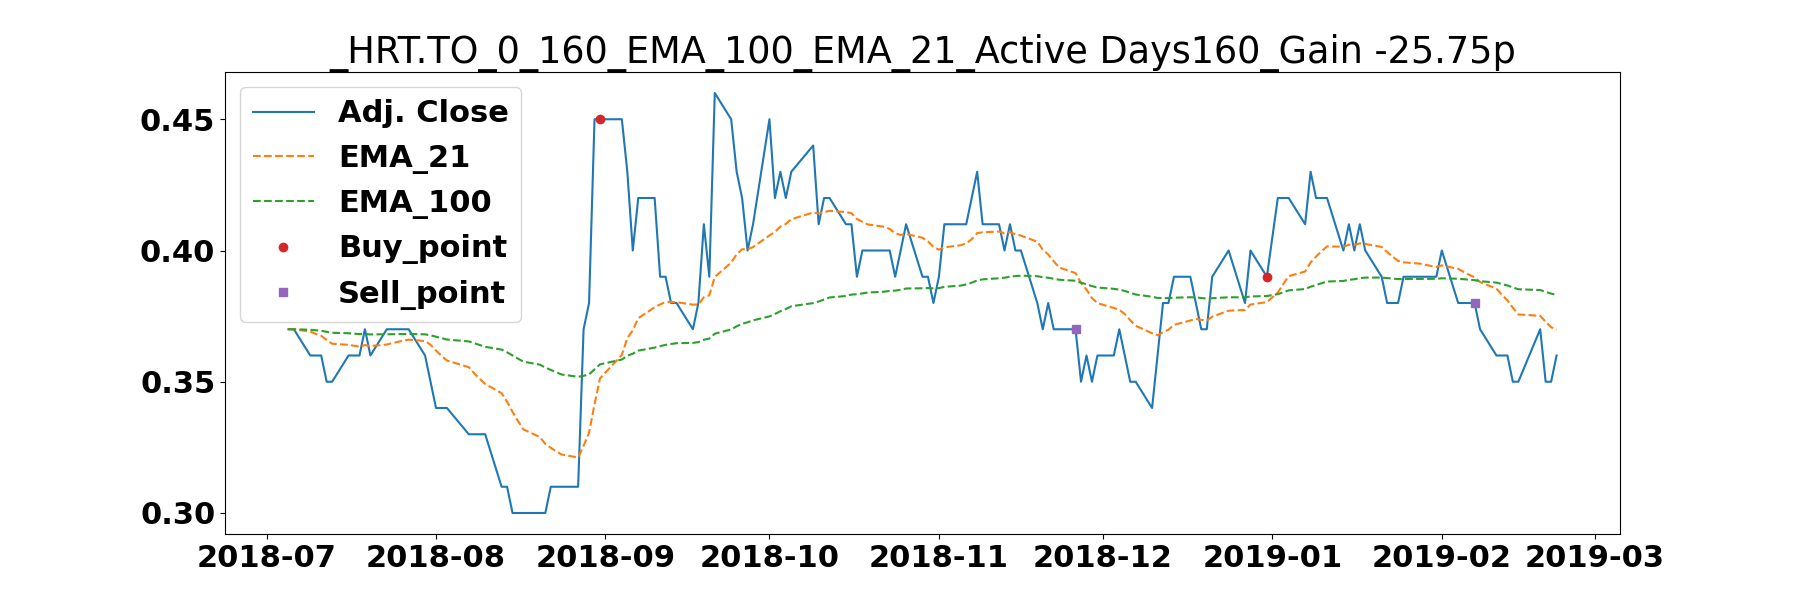 _HRT.TO_0_160_EMA_100_EMA_21_Active Days160_Gain -25.75p
Adj. Close
EMA_21
EMA_100
Buy_point
Sell_point
0.45
0.40
0.35
0.30
2018-07 2018-08 2018-09 2018-10 2018-11 2018-12 2019-01 2019-02 2019-03